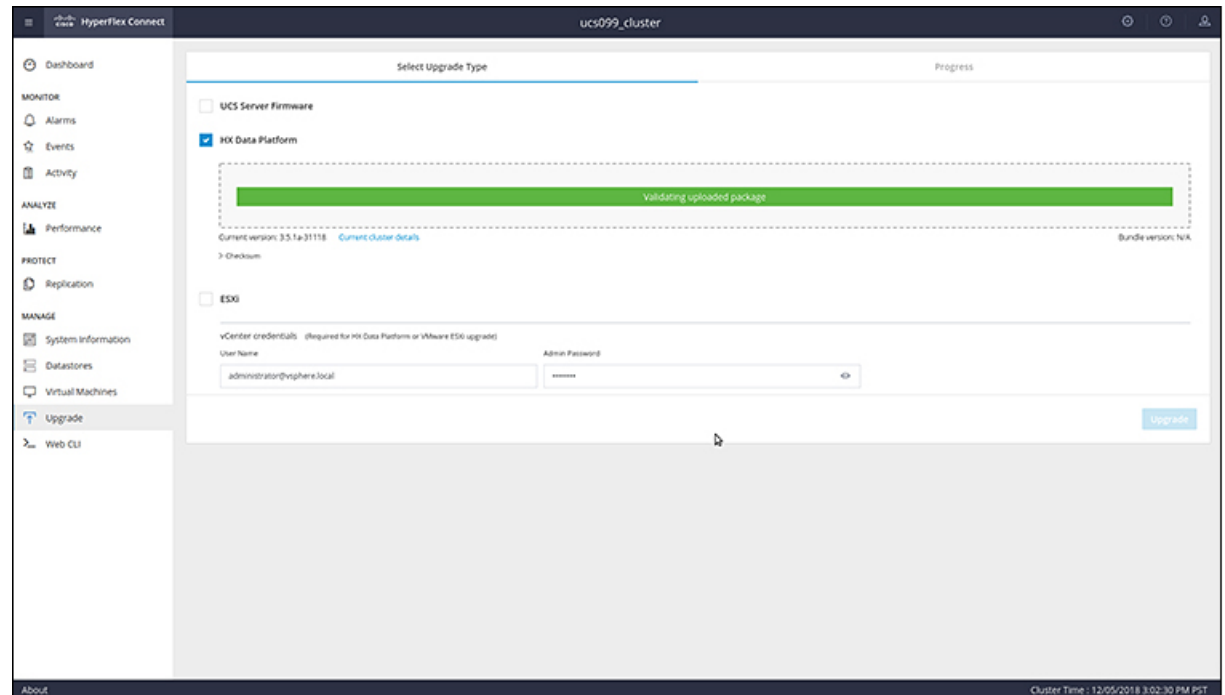 cisco HyperFlex Connect
ucs099_cluster
Dashboard
MONITOR
Alarms
Events
Activity
ANALYZE
Performance
PROTECT
Replication
MANAGE
System Information
Datastores
Virtual Machines
Upgrade
Web CLI
Select Upgrade Type
Progress
UCS Server Firmware
HX Data Platform
Validating uploaded package
Current version: 3.5.1a-31118 Current cluster details
Bundle version: N/A
> Checksum
ESXi
vCenter credentials (Required for HX Data Platform or VMware ESXi upgrade)
User Name
Admin Password
administrator@vsphere.local
Upgrade
About
Cluster Time : 12/05/2018 3:02:30 PM PST